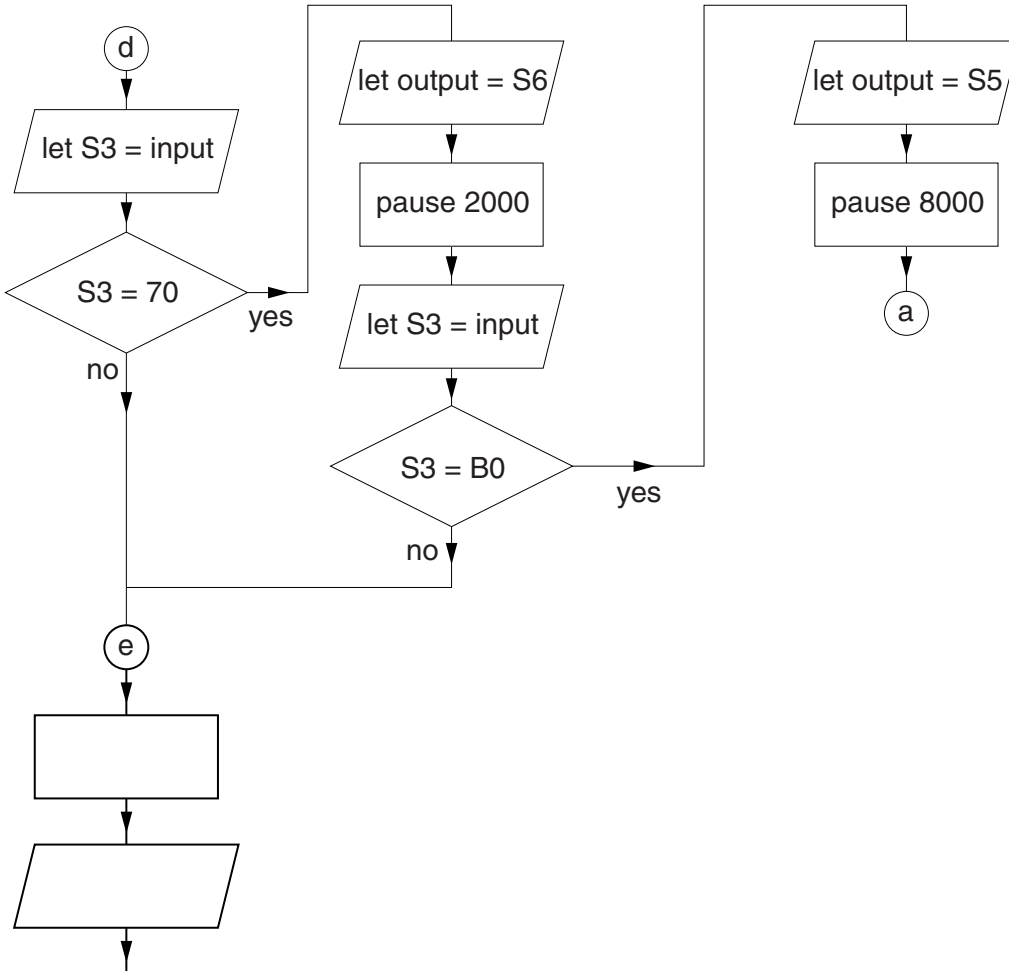 d
let S3 = input
S3 = 70
yes
no
let output = S6
pause 2000
let S3 = input
S3 = B0
yes
no
let output = S5
pause 8000
a
e